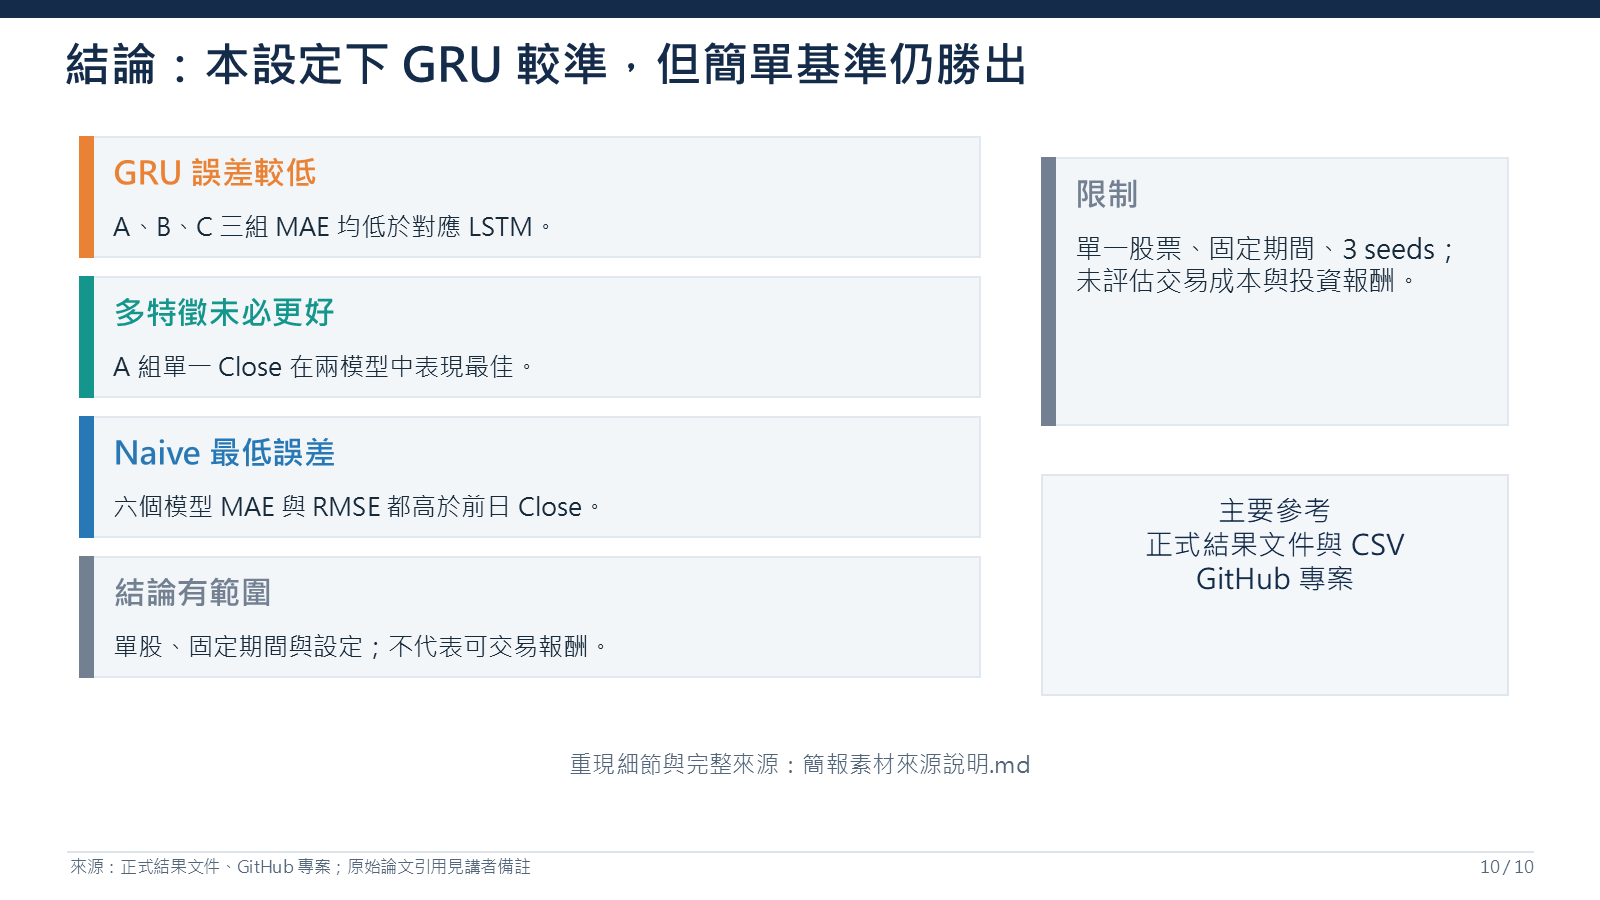 結論：本設定下 GRU 較準，但簡單基準仍勝出
GRU 誤差較低
A、B、C 三組 MAE 均低於對應 LSTM。
多特徵未必更好
A 組單一 Close 在兩模型中表現最佳。
Naive 最低誤差
六個模型 MAE 與 RMSE 都高於前日 Close。
結論有範圍
單股、固定期間與設定；不代表可交易報酬。
限制
單一股票、固定期間、3 seeds；
未評估交易成本與投資報酬。
主要參考
正式結果文件與 CSV
GitHub 專案
重現細節與完整來源：簡報素材來源說明.md
來源：正式結果文件、GitHub 專案；原始論文引用見講者備註
10 / 10